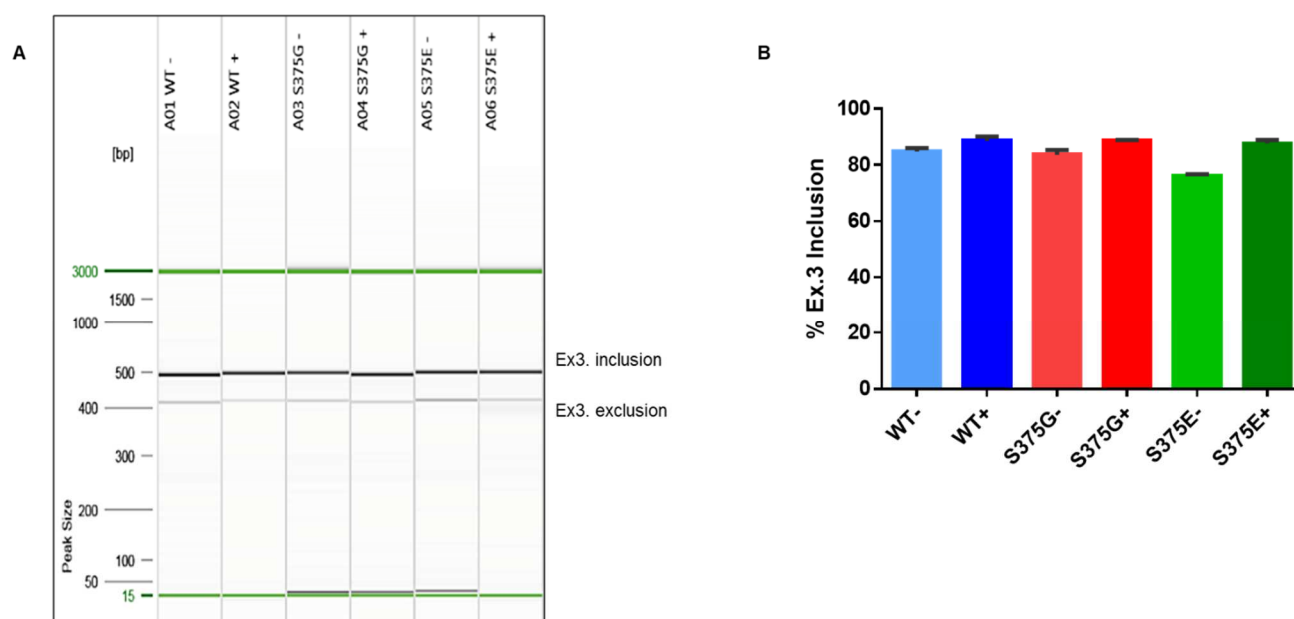 A
A01 WT -
A02 WT +
A03 S375G -
A04 S375G +
A05 S375E -
A06 S375E +
[bp]
3000
1500
1000
500
400
300
200
100
50
15
Peak Size
Ex3. inclusion
Ex3. exclusion
B
% Ex.3 Inclusion
100
80
60
40
20
0
WT-
WT+
S375G-
S375G+
S375E-
S375E+